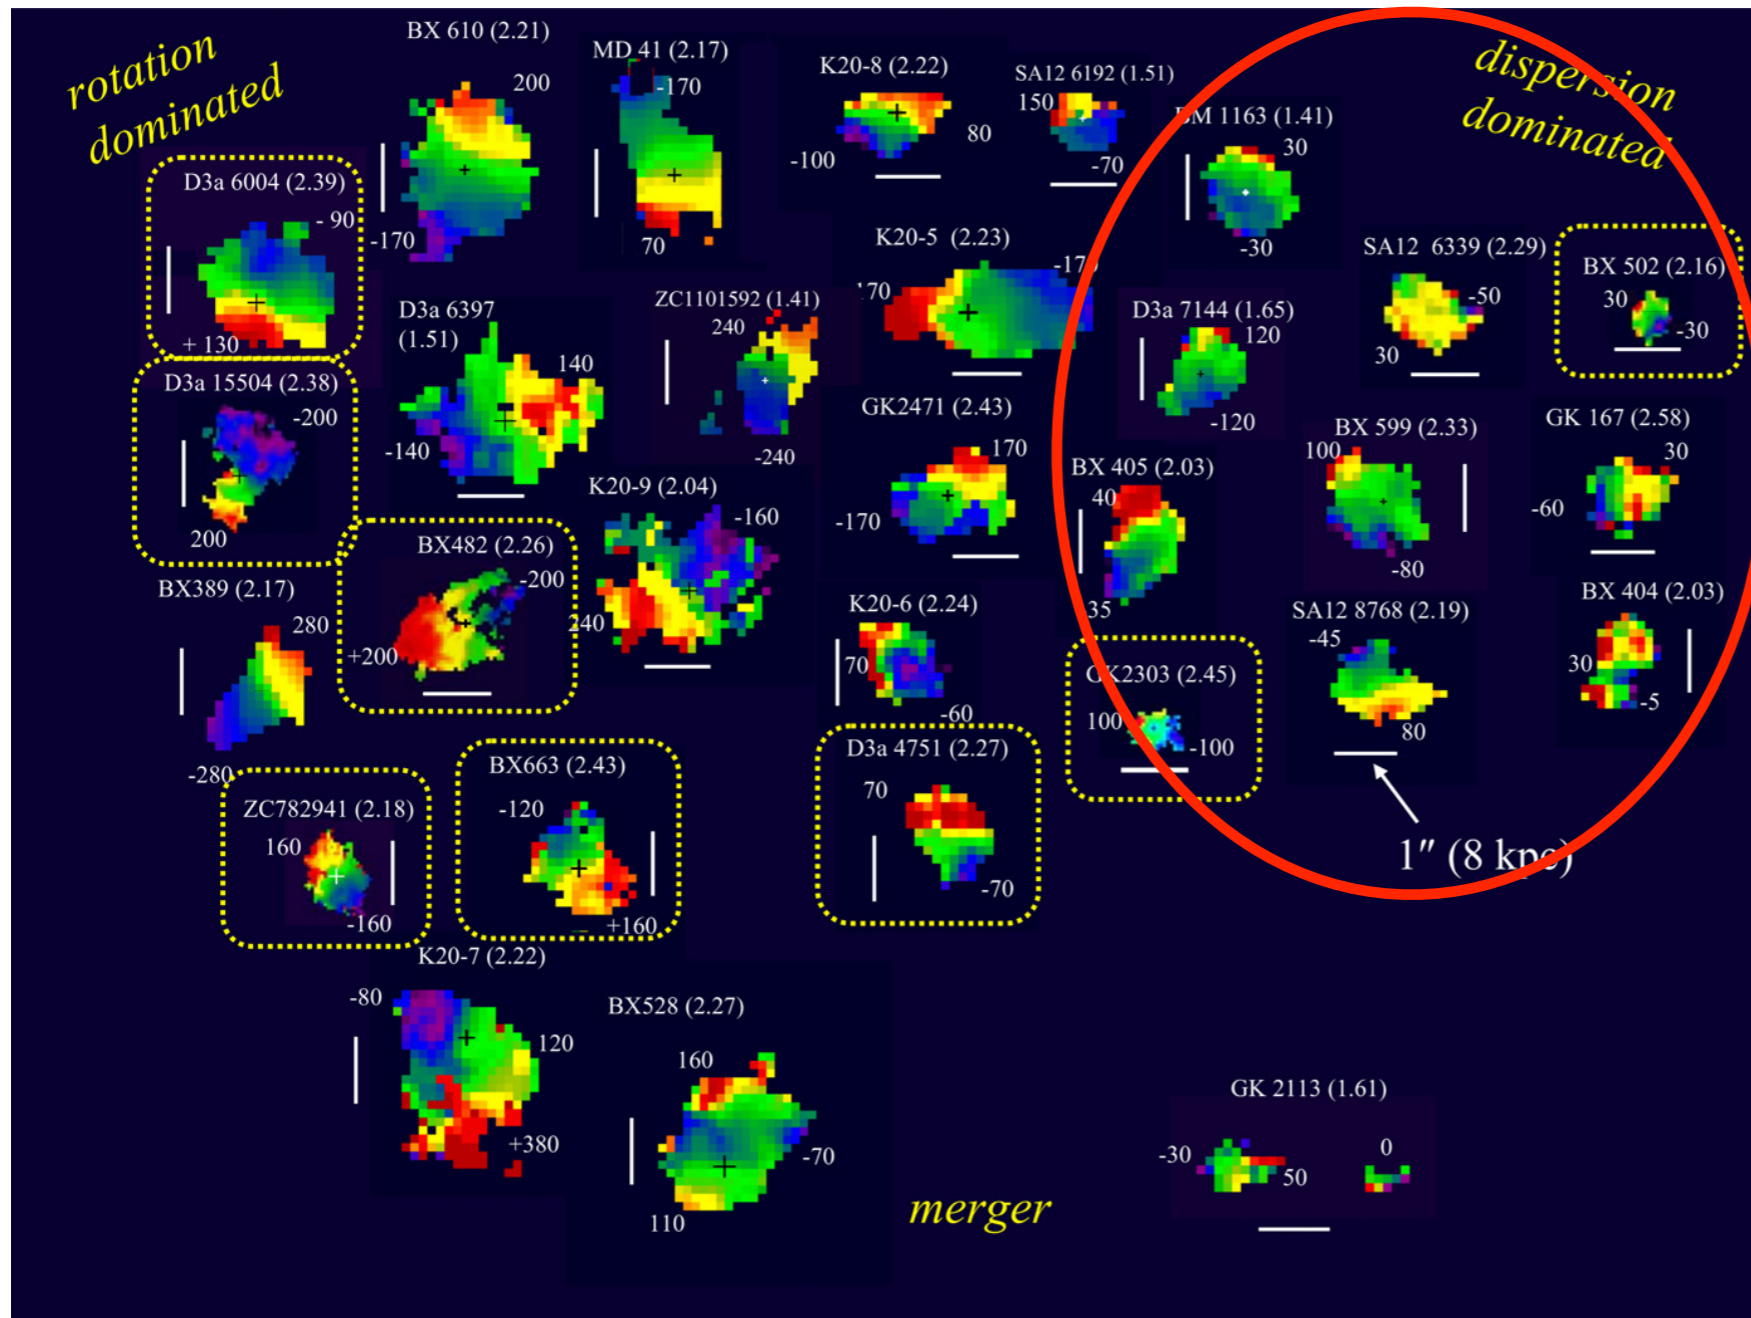 rotation
dominated
BX 610 (2.21)
200
-170
MD 41 (2.17)
-170
70
K20-8 (2.22)
80
-100
SA12 6192 (1.51)
150
-70
dispersion
dominated
BM 1163 (1.41)
30
-30
D3a 6004 (2.39)
- 90
+ 130
K20-5 (2.23)
-170
170
SA12 6339 (2.29)
-50
30
BX 502 (2.16)
30
-30
D3a 6397
(1.51)
140
-140
ZC1101592 (1.41)
240
-240
D3a 7144 (1.65)
120
-120
D3a 15504 (2.38)
-200
200
GK2471 (2.43)
170
-170
BX 405 (2.03)
40
35
BX 599 (2.33)
100
-80
GK 167 (2.58)
30
-60
BX482 (2.26)
-200
+200
K20-9 (2.04)
-160
240
BX389 (2.17)
280
-280
K20-6 (2.24)
70
-60
GK2303 (2.45)
100
-100
SA12 8768 (2.19)
-45
80
BX 404 (2.03)
30
-5
1″ (8 kpc)
ZC782941 (2.18)
160
-160
BX663 (2.43)
-120
+160
D3a 4751 (2.27)
70
-70
K20-7 (2.22)
-80
120
+380
BX528 (2.27)
160
-70
110
merger
GK 2113 (1.61)
-30
50
0